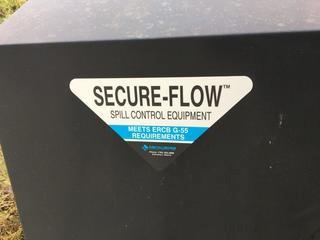 SECURE-FLOW™
SPILL CONTROL EQUIPMENT
MEETS ERCB G-55
REQUIREMENTS